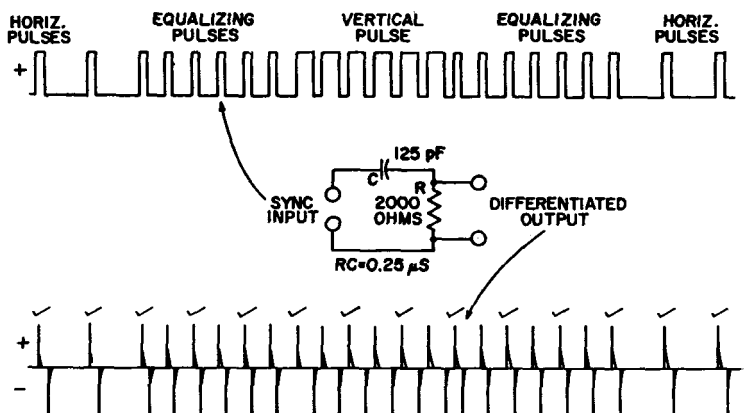 HORIZ. PULSES
EQUALIZING PULSES
VERTICAL PULSE
EQUALIZING PULSES
HORIZ. PULSES
+
125 pF
C
R
2000 OHMS
SYNC INPUT
DIFFERENTIATED OUTPUT
RC=0.25 µS
+
−